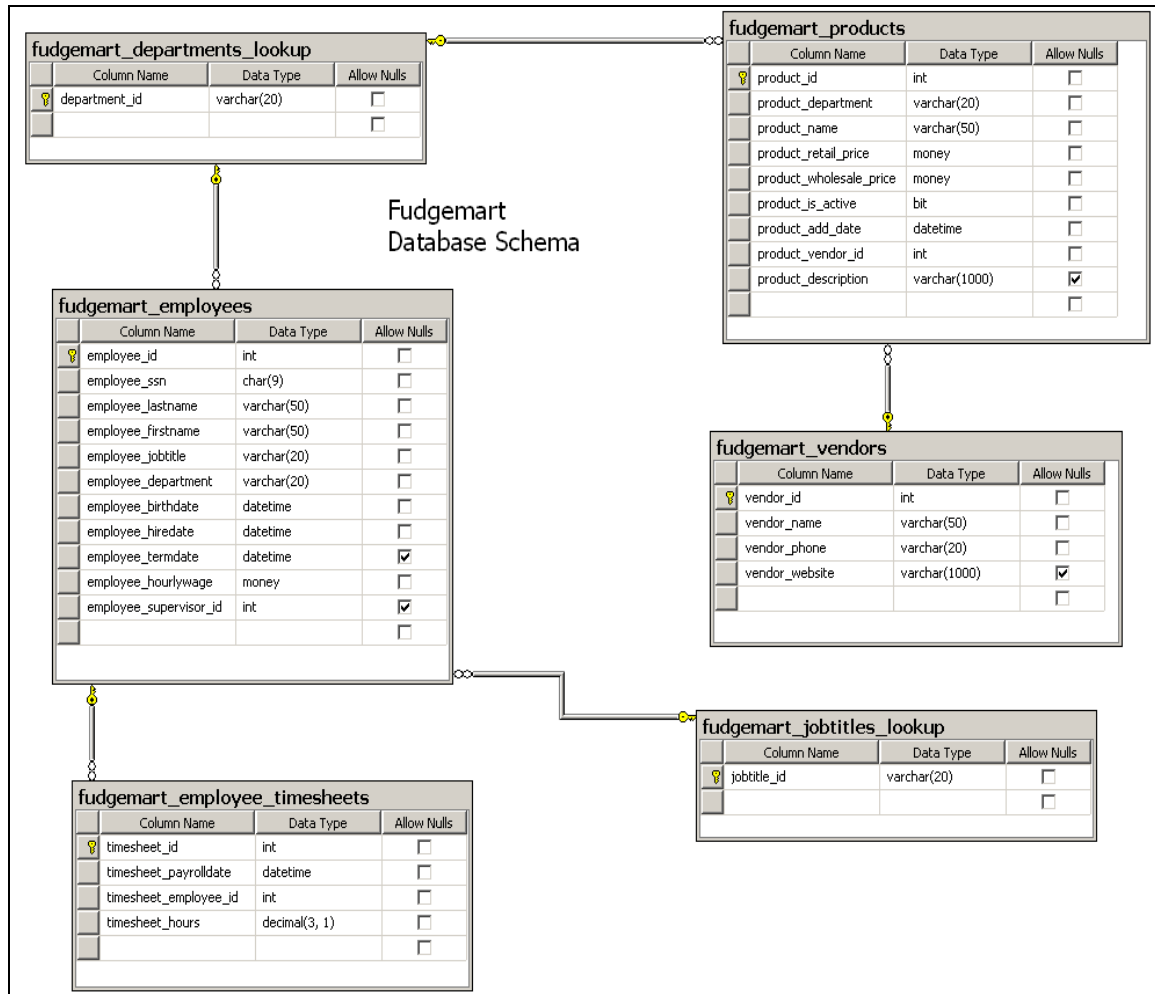 fudgemart_departments_lookup
Column Name Data Type Allow Nulls
department_id varchar(20)
fudgemart_products
Column Name Data Type Allow Nulls
product_id int
product_department varchar(20)
product_name varchar(50)
product_retail_price money
product_wholesale_price money
product_is_active bit
product_add_date datetime
product_vendor_id int
product_description varchar(1000)
Fudgemart
Database Schema
fudgemart_employees
Column Name Data Type Allow Nulls
employee_id int
employee_ssn char(9)
employee_lastname varchar(50)
employee_firstname varchar(50)
employee_jobtitle varchar(20)
employee_department varchar(20)
employee_birthdate datetime
employee_hiredate datetime
employee_termdate datetime
employee_hourlywage money
employee_supervisor_id int
fudgemart_vendors
Column Name Data Type Allow Nulls
vendor_id int
vendor_name varchar(50)
vendor_phone varchar(20)
vendor_website varchar(1000)
fudgemart_jobtitles_lookup
Column Name Data Type Allow Nulls
jobtitle_id varchar(20)
fudgemart_employee_timesheets
Column Name Data Type Allow Nulls
timesheet_id int
timesheet_payrolldate datetime
timesheet_employee_id int
timesheet_hours decimal(3, 1)